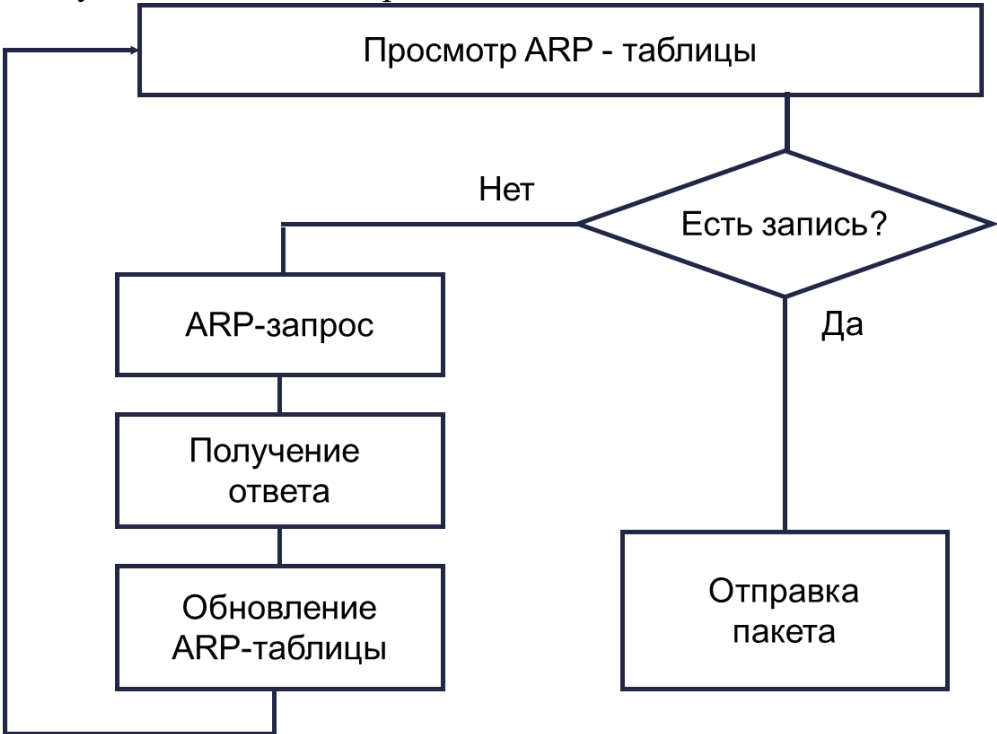 Просмотр ARP - таблицы
Нет
Есть запись?
Да
ARP-запрос
Получение
ответа
Обновление
ARP-таблицы
Отправка
пакета